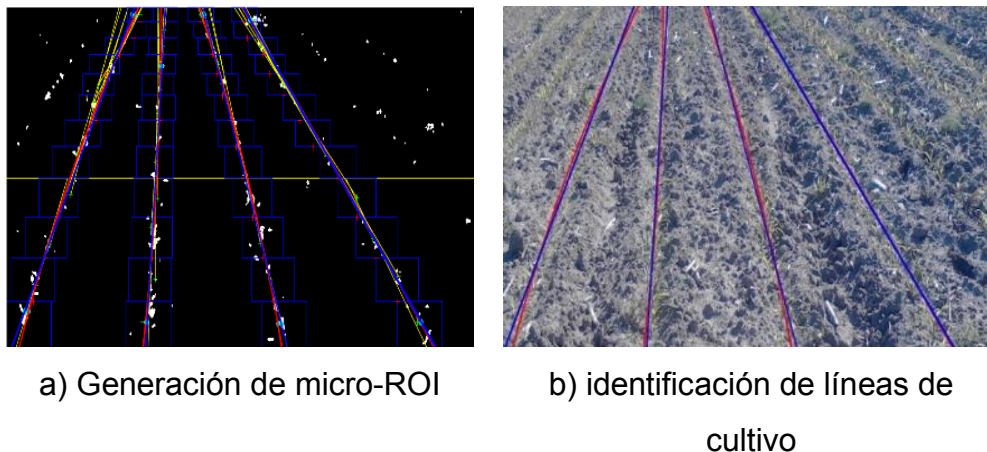 a) Generación de micro-ROI
b) identificación de líneas de
cultivo